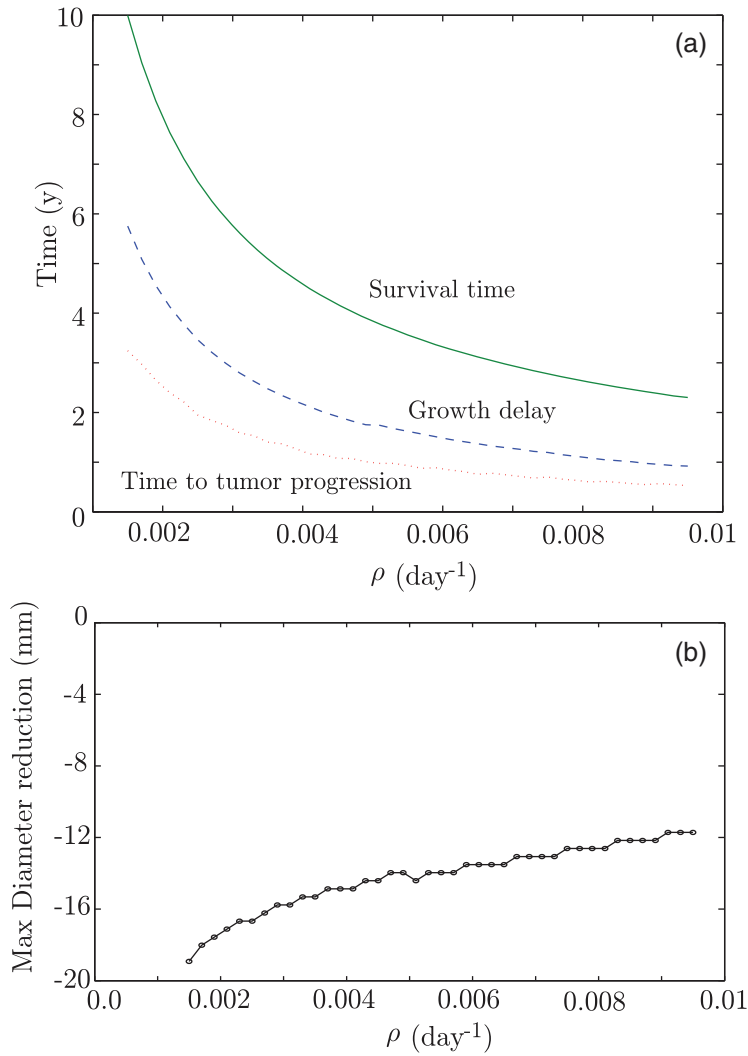 (a)
10
8
6
4
2
0
Time (y)
Survival time
Growth delay
Time to tumor progression
0.002 0.004 0.006 0.008 0.01
ρ (day-1)
(b)
0
-4
-8
-12
-16
-20
Max Diameter reduction (mm)
0.0 0.002 0.004 0.006 0.008 0.01
ρ (day-1)